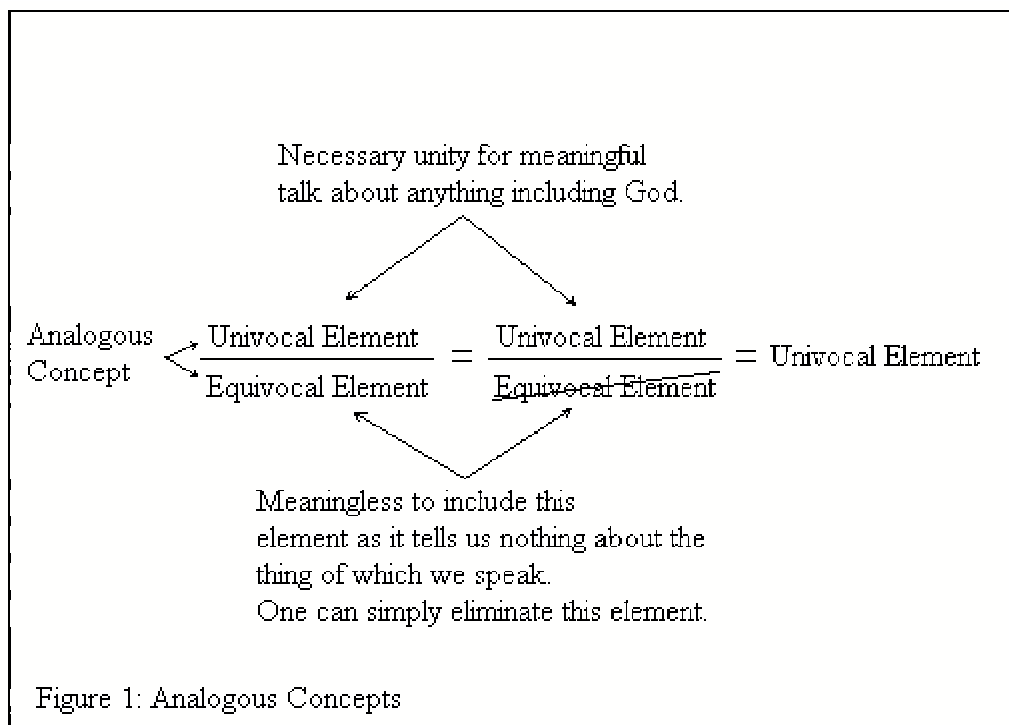 Necessary unity for meaningful
talk about anything including God.
Analogous
Concept
Univocal Element
Equivocal Element
=
Univocal Element
Equivocal Element
= Univocal Element
Meaningless to include this
element as it tells us nothing about the
thing of which we speak.
One can simply eliminate this element.
Figure 1: Analogous Concepts